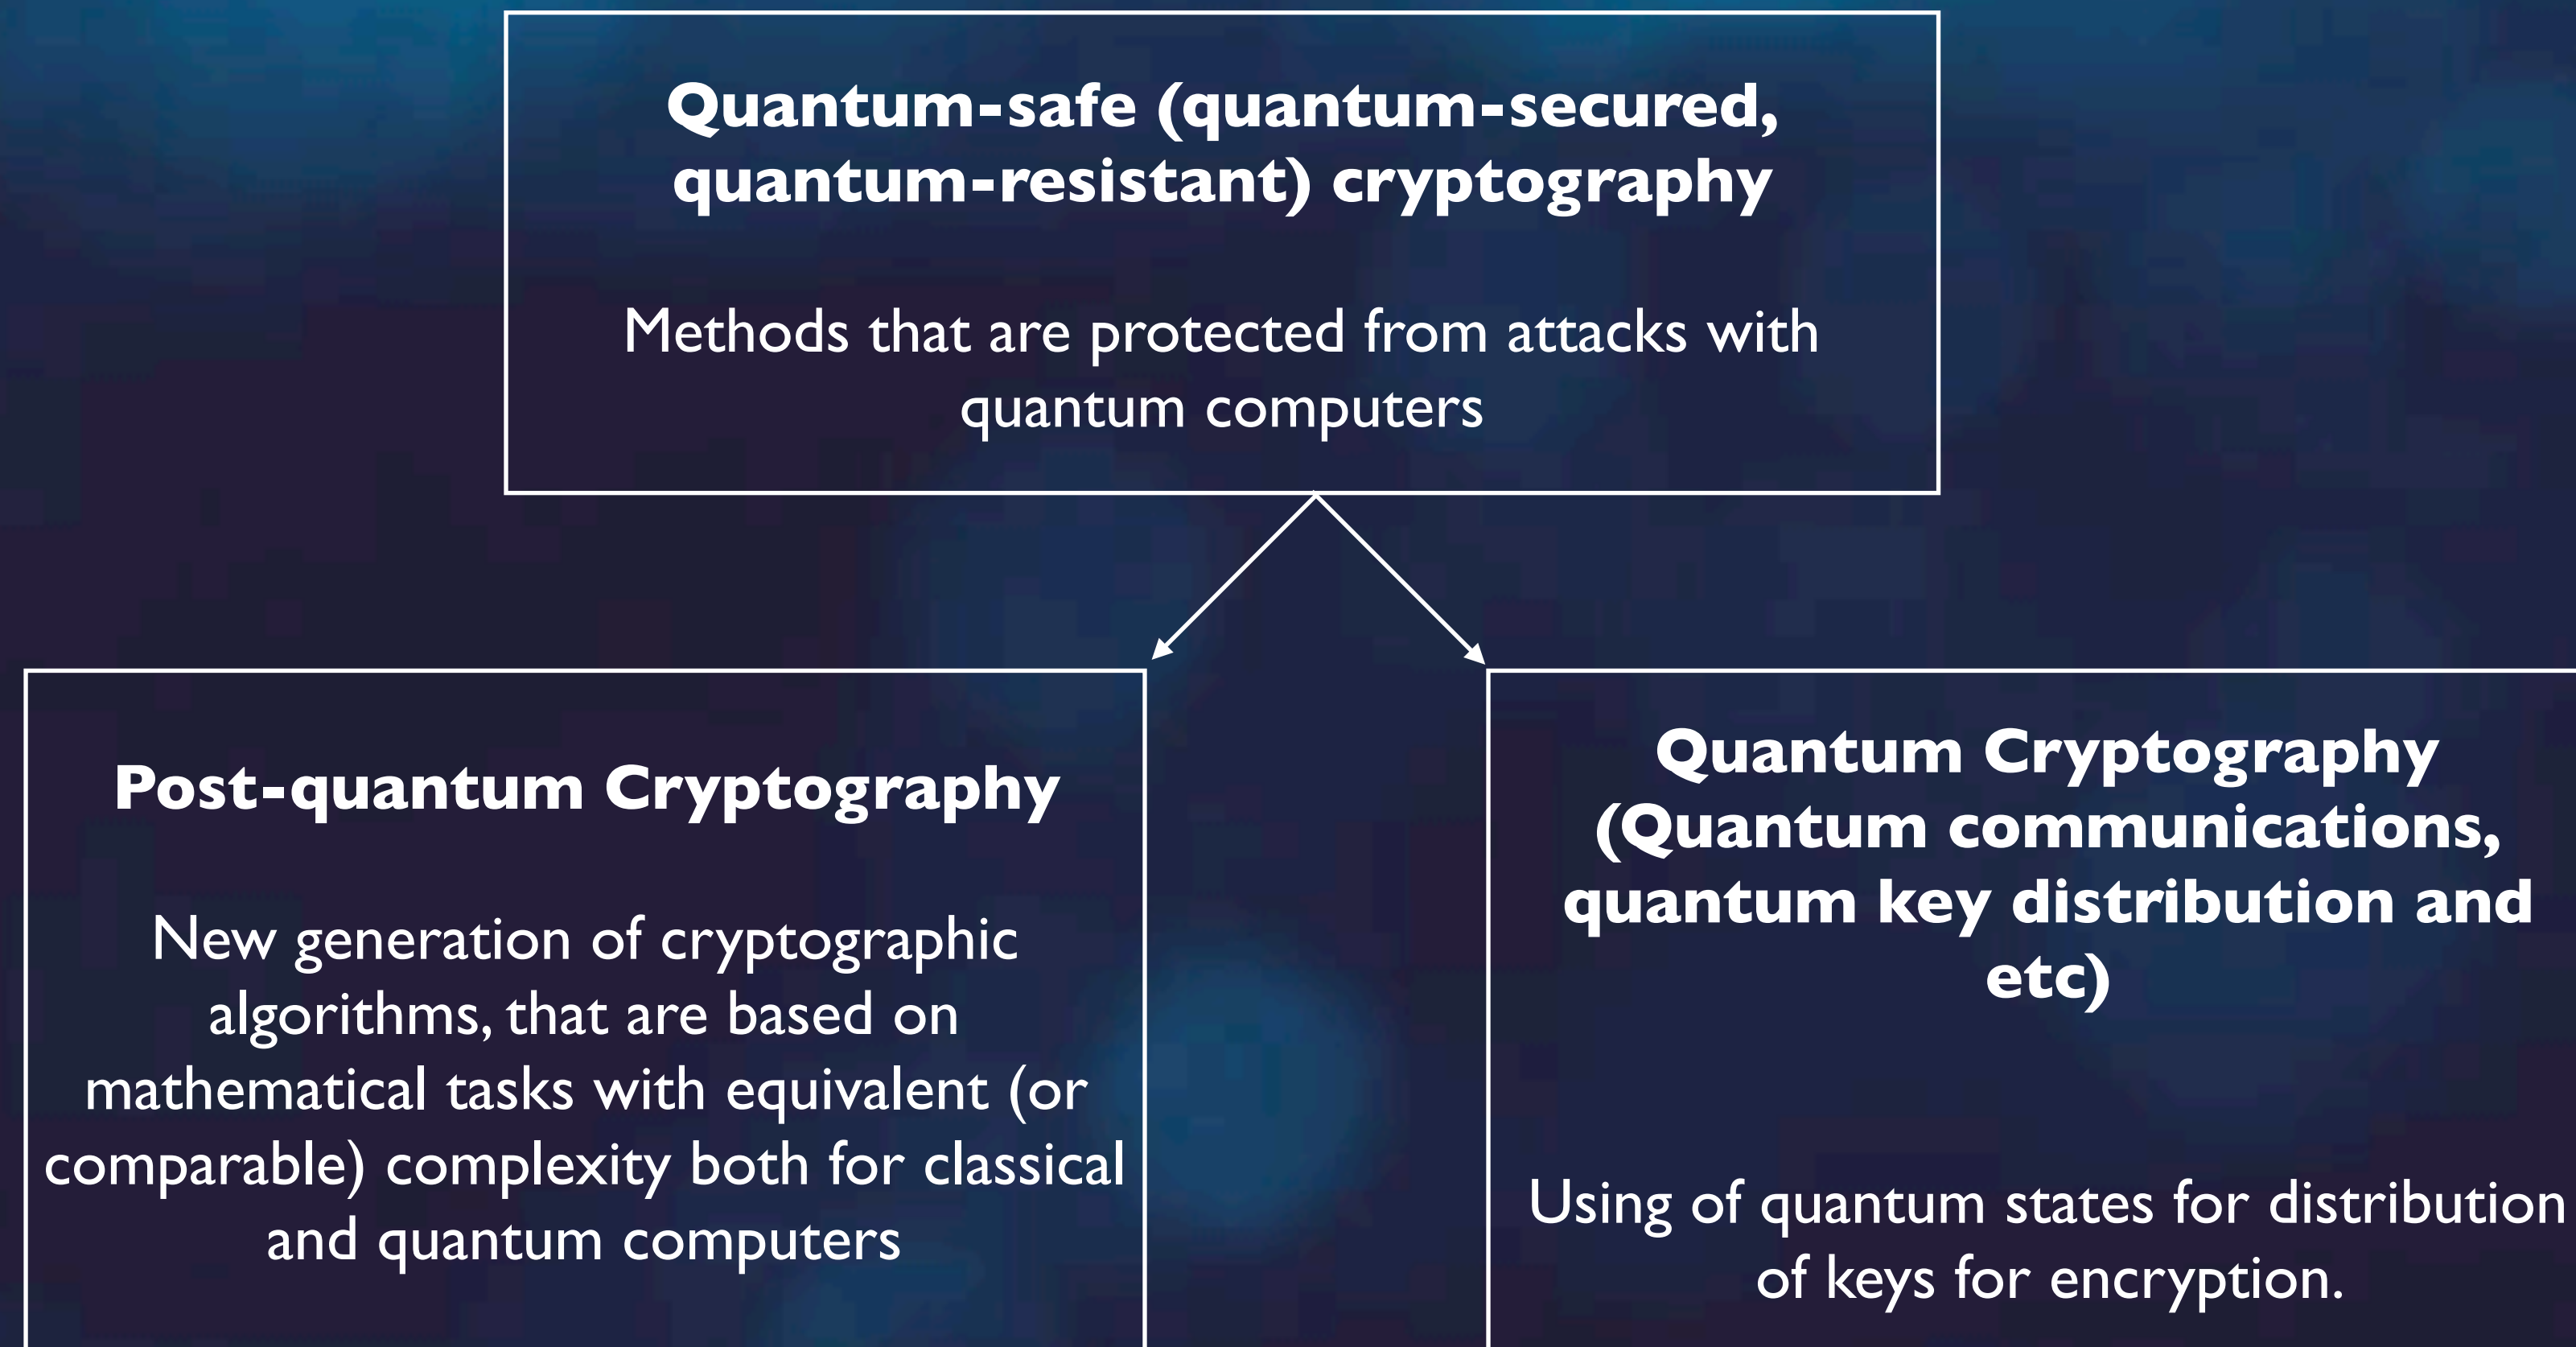 Quantum-safe (quantum-secured,
quantum-resistant) cryptography
Methods that are protected from attacks with
quantum computers
Post-quantum Cryptography
New generation of cryptographic
algorithms, that are based on
mathematical tasks with equivalent (or
comparable) complexity both for classical
and quantum computers
Quantum Cryptography
(Quantum communications,
quantum key distribution and
etc)
Using of quantum states for distribution
of keys for encryption.